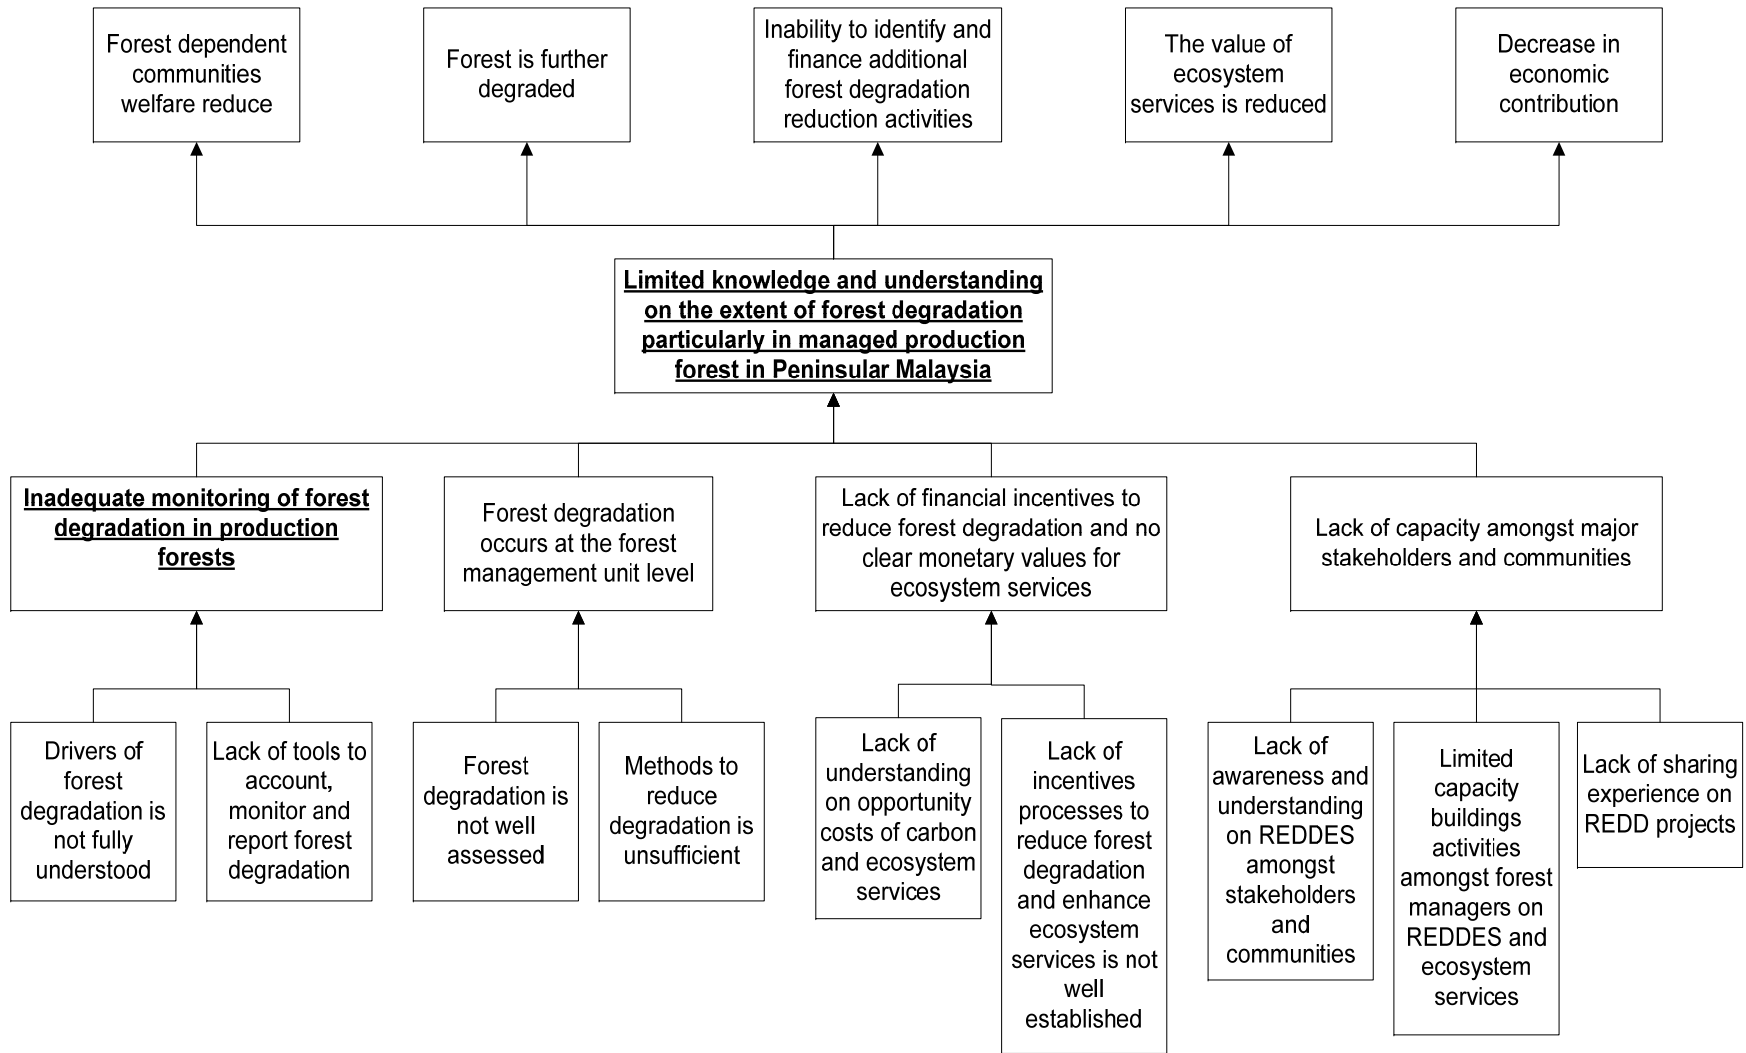 Forest dependent
communities
welfare reduce
Forest is further
degraded
Inability to identify and
finance additional
forest degradation
reduction activities
The value of
ecosystem
services is reduced
Decrease in
economic
contribution
Limited knowledge and understanding
on the extent of forest degradation
particularly in managed production
forest in Peninsular Malaysia
Inadequate monitoring of forest
degradation in production
forests
Forest degradation
occurs at the forest
management unit level
Lack of financial incentives to
reduce forest degradation and no
clear monetary values for
ecosystem services
Lack of capacity amongst major
stakeholders and communities
Drivers of
forest
degradation is
not fully
understood
Lack of tools to
account,
monitor and
report forest
degradation
Forest
degradation is
not well
assessed
Methods to
reduce
degradation is
unsufficient
Lack of
understanding
on opportunity
costs of carbon
and ecosystem
services
Lack of
incentives
processes to
reduce forest
degradation
and enhance
ecosystem
services is not
well
established
Lack of
awareness and
understanding
on REDDES
amongst
stakeholders
and
communities
Limited
capacity
buildings
activities
amongst forest
managers on
REDDES and
ecosystem
services
Lack of sharing
experience on
REDD projects